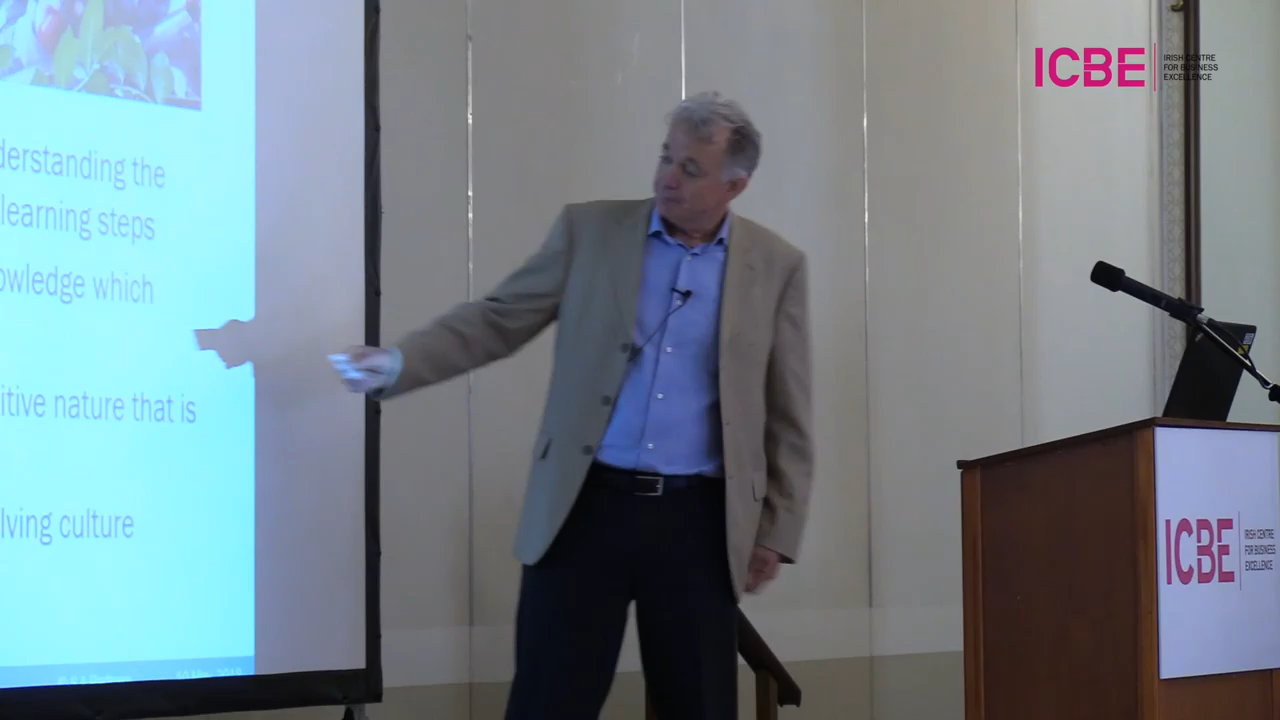 derstanding the
learning steps
owledge which
itive nature that is
lving culture
ICBE
IRISH CENTRE
FOR BUSINESS
EXCELLENCE
ICBE
IRISH CENTRE
FOR BUSINESS
EXCELLENCE